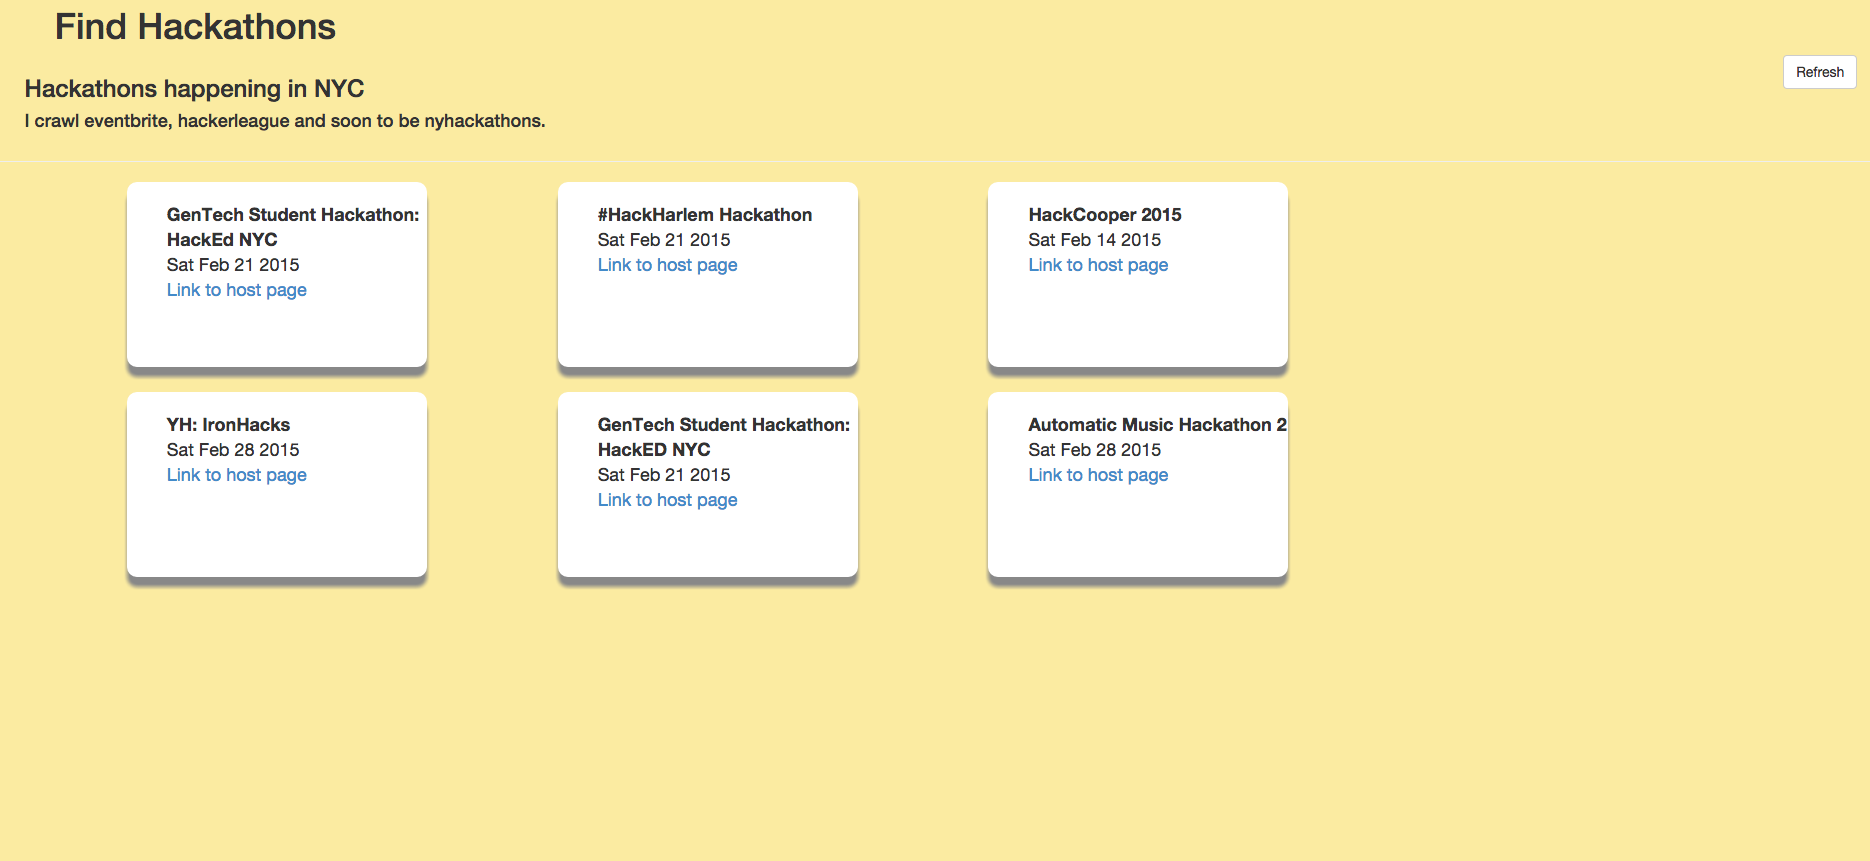 Find Hackathons
Refresh
Hackathons happening in NYC
I crawl eventbrite, hackerleague and soon to be nyhackathons.
GenTech Student Hackathon:
HackEd NYC
Sat Feb 21 2015
Link to host page
#HackHarlem Hackathon
Sat Feb 21 2015
Link to host page
HackCooper 2015
Sat Feb 14 2015
Link to host page
YH: IronHacks
Sat Feb 28 2015
Link to host page
GenTech Student Hackathon:
HackED NYC
Sat Feb 21 2015
Link to host page
Automatic Music Hackathon 2
Sat Feb 28 2015
Link to host page